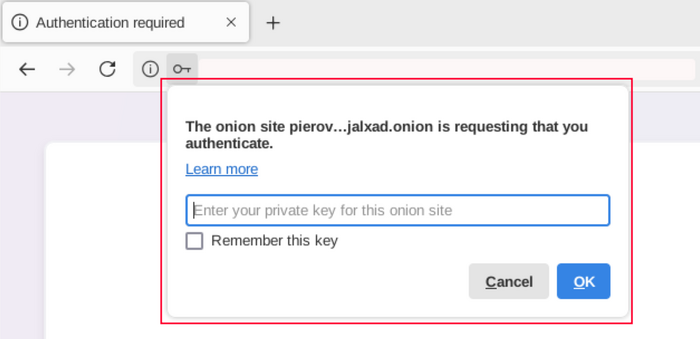 Authentication required
The onion site pierov...jalxad.onion is requesting that you
authenticate.
Learn more
Enter your private key for this onion site
Remember this key
Cancel
OK